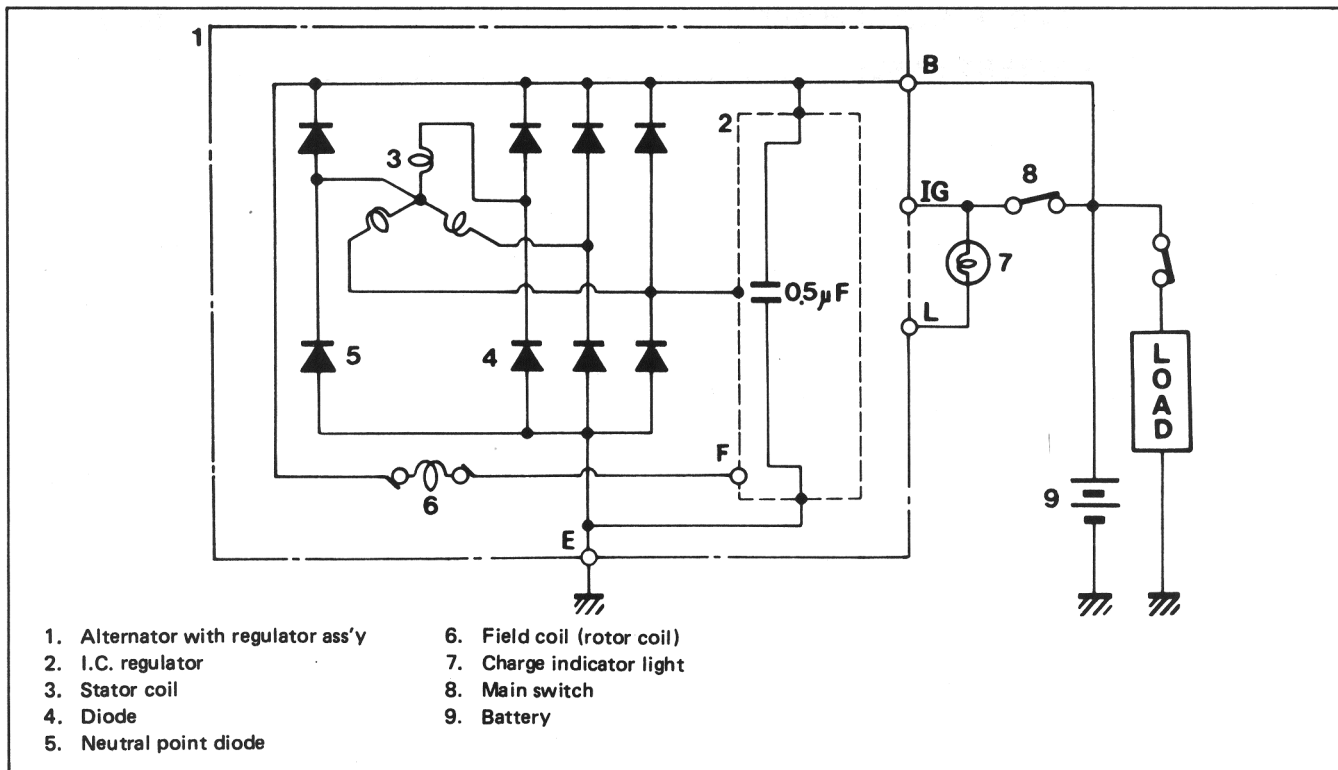 1
B
2
3
8
IG
7
0.5μF
L
5
4
LOAD
F
6
9
E
1. Alternator with regulator ass'y
2. I.C. regulator
3. Stator coil
4. Diode
5. Neutral point diode
6. Field coil (rotor coil)
7. Charge indicator light
8. Main switch
9. Battery